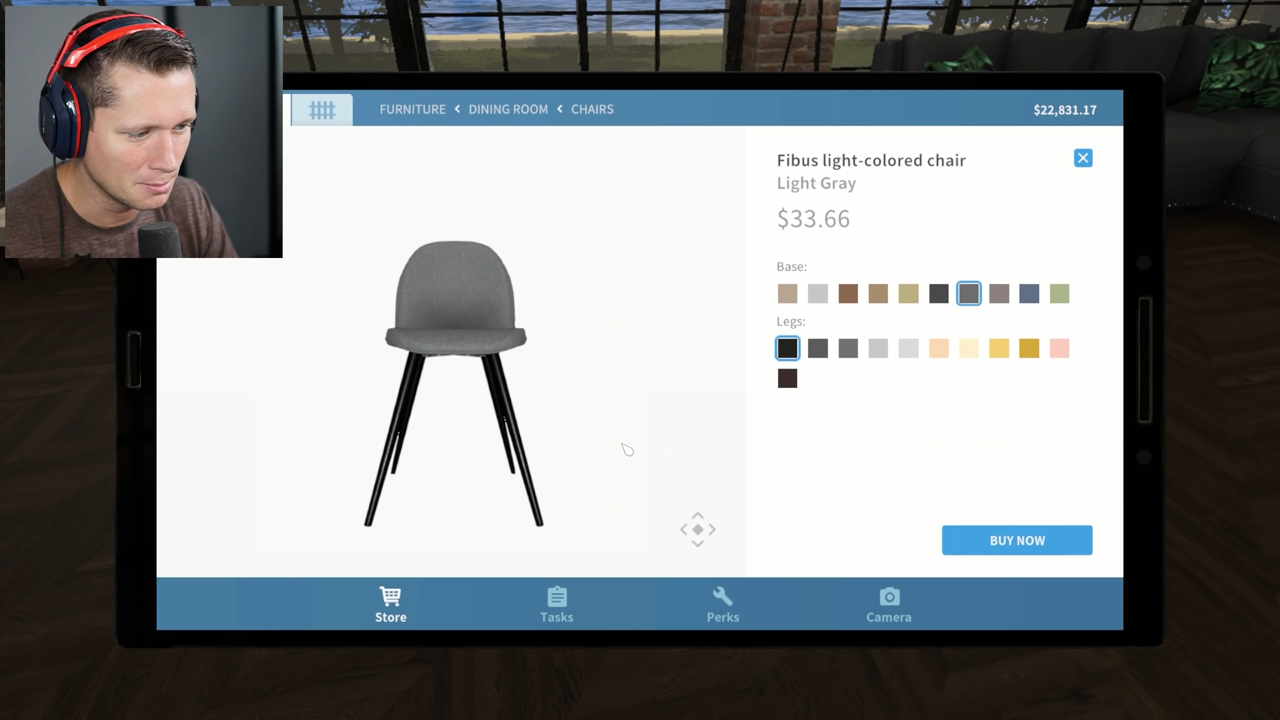 FURNITURE < DINING ROOM < CHAIRS
$22,831.17
Fibus light-colored chair
Light Gray
$33.66
Base:
Legs:
BUY NOW
Store
Tasks
Perks
Camera